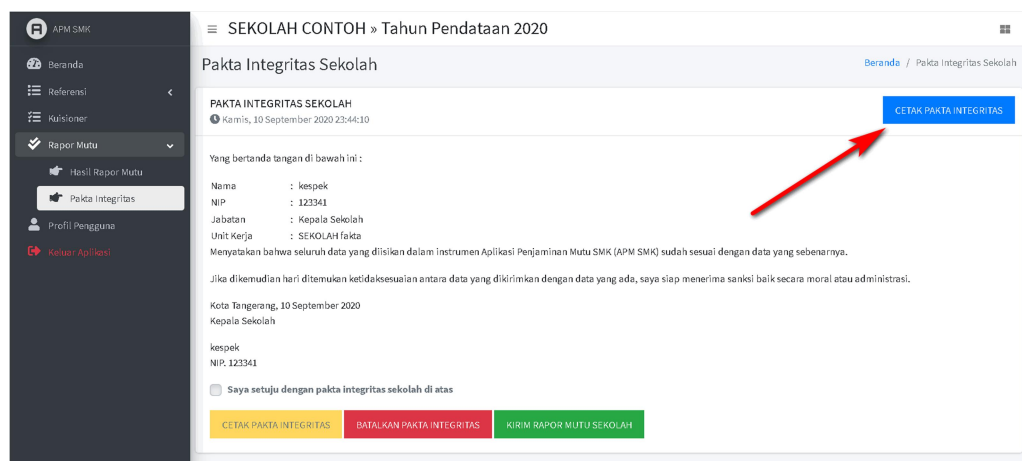 APM SMK
SEKOLAH CONTOH » Tahun Pendataan 2020
Beranda
Referensi
Kuisioner
Rapor Mutu
Hasil Rapor Mutu
Pakta Integritas
Profil Pengguna
Keluar Aplikasi
Pakta Integritas Sekolah
Beranda / Pakta Integritas Sekolah
PAKTA INTEGRITAS SEKOLAH
Kamis, 10 September 2020 23:44:10
CETAK PAKTA INTEGRITAS
Yang bertanda tangan di bawah ini :
Nama : kespek
NIP : 123341
Jabatan : Kepala Sekolah
Unit Kerja : SEKOLAH fakta
Menyatakan bahwa seluruh data yang diisikan dalam instrumen Aplikasi Penjaminan Mutu SMK (APM SMK) sudah sesuai dengan data yang sebenarnya.
Jika dikemudian hari ditemukan ketidaksesuaian antara data yang dikirimkan dengan data yang ada, saya siap menerima sanksi baik secara moral atau administrasi.
Kota Tangerang, 10 September 2020
Kepala Sekolah
kespek
NIP. 123341
Saya setuju dengan pakta integritas sekolah di atas
CETAK PAKTA INTEGRITAS
BATALKAN PAKTA INTEGRITAS
KIRIM RAPOR MUTU SEKOLAH